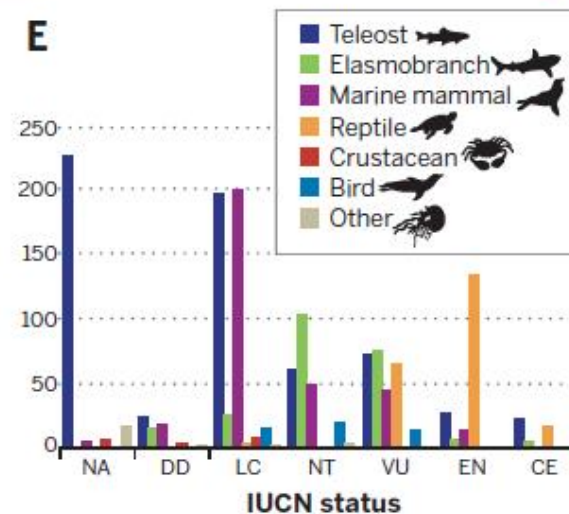 E
Teleost
Elasmobranch
Marine mammal
Reptile
Crustacean
Bird
Other
250
200
150
100
50
0
NA DD LC NT VU EN CE
IUCN status